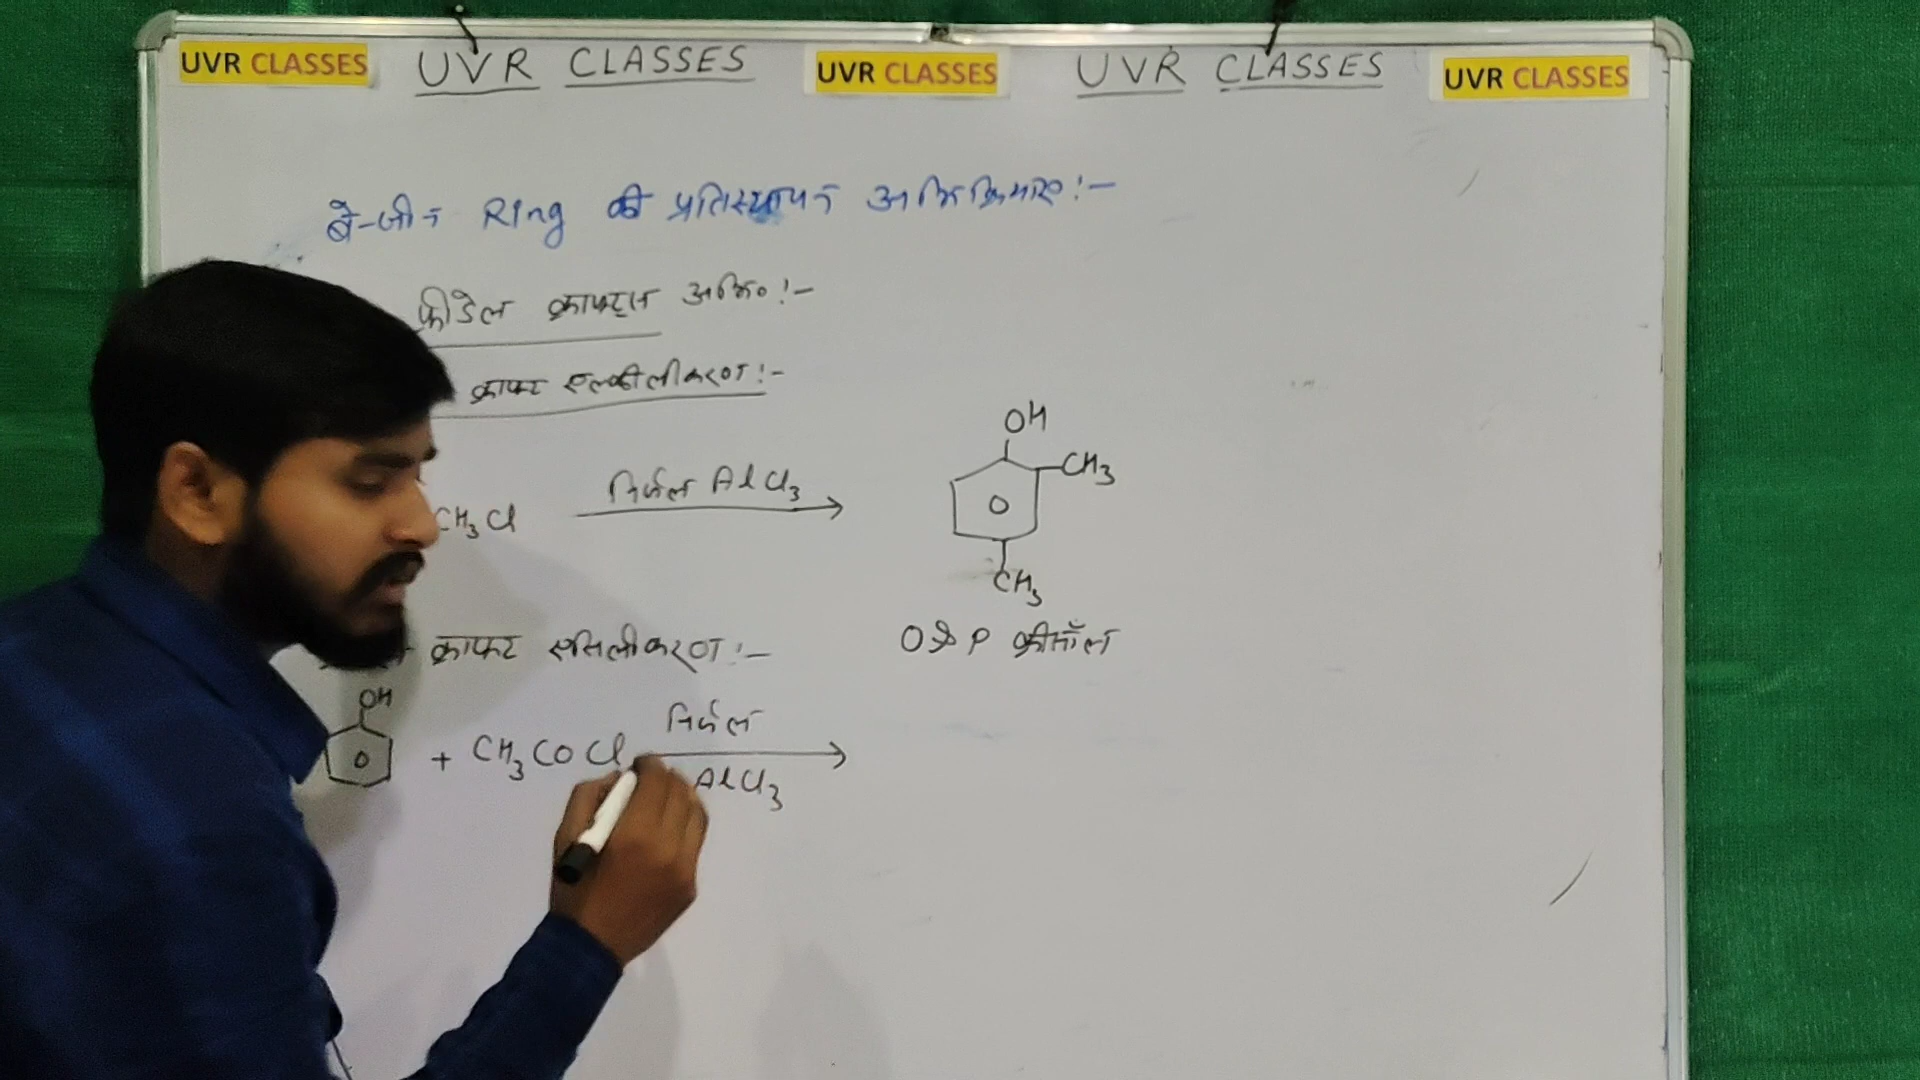 UVR CLASSES UVR CLASSES UVR CLASSES UVR CLASSES UVR CLASSES
बेन्जीन Ring की प्रतिस्थापन अभिक्रियाए :-
फ्रीडेल क्राफ्ट्स अभि० :-
क्राफ्ट एल्कीलीकरण :-
CH3Cl निर्जल AlCl3
OH
CH3
CH3
O & P क्रीसॉल
क्राफ्ट एसिलीकरण :-
OH
+ CH3COCl निर्जल
AlCl3